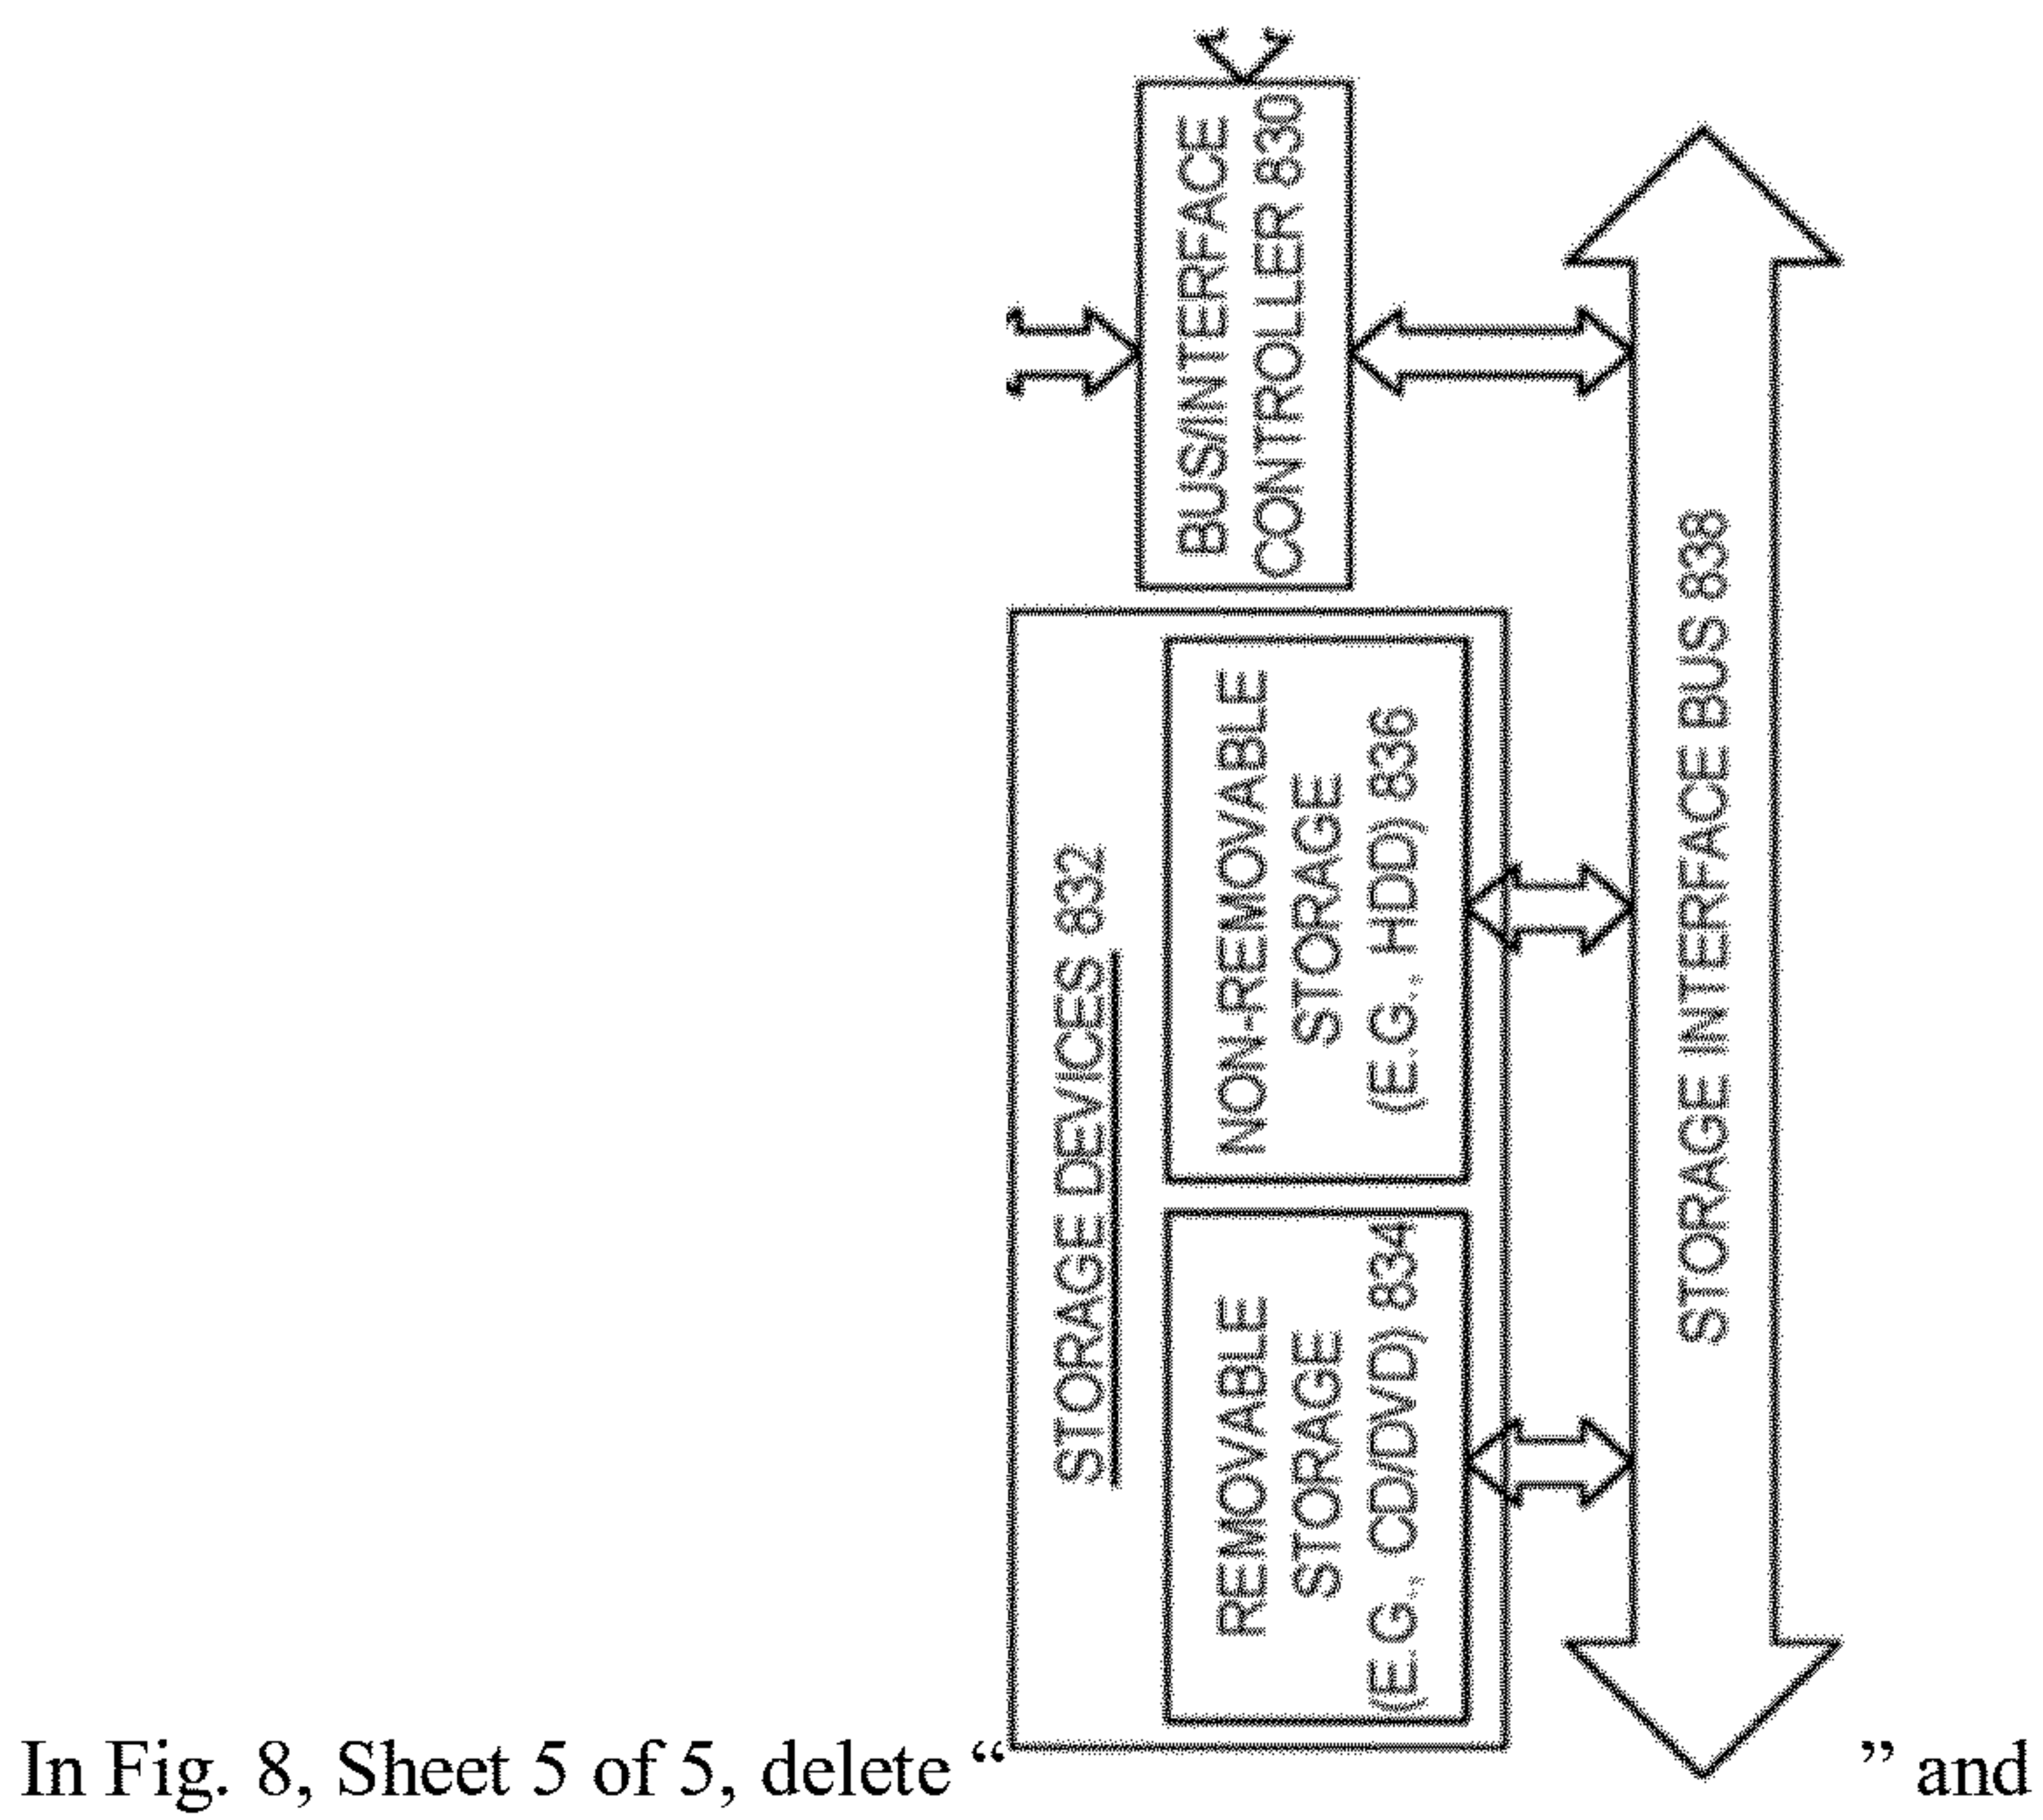 BUS/INTERFACE
CONTROLLER 830
STORAGE DEVICES 832
REMOVABLE
STORAGE
(E.G., CD/DVD) 834
NON-REMOVABLE
STORAGE
(E.G., HDD) 836
STORAGE INTERFACE BUS 838
In Fig. 8, Sheet 5 of 5, delete “ ” and